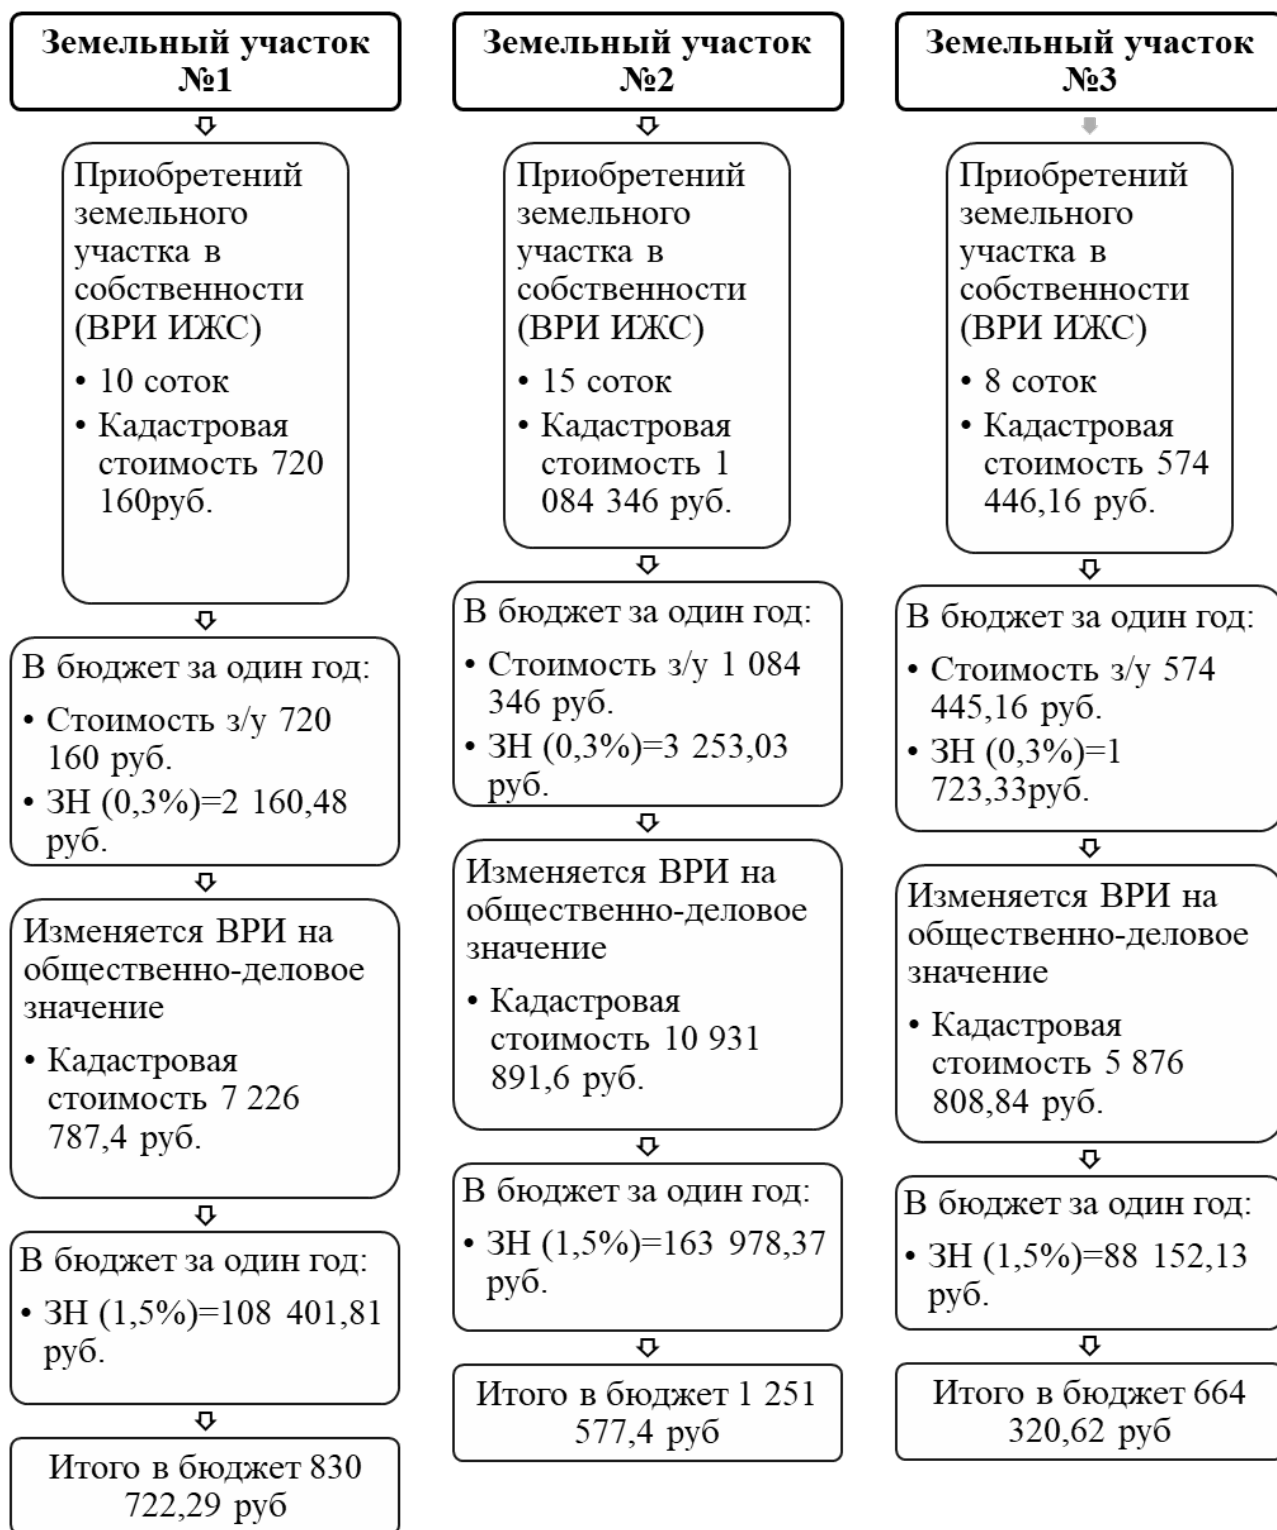 Земельный участок
№1
Приобретений
земельного
участка в
собственности
(ВРИ ИЖС)
• 10 соток
• Кадастровая
стоимость 720
160руб.
В бюджет за один год:
• Стоимость з/у 720
160 руб.
• ЗН (0,3%)=2 160,48
руб.
Изменяется ВРИ на
общественно-деловое
значение
• Кадастровая
стоимость 7 226
787,4 руб.
В бюджет за один год:
• ЗН (1,5%)=108 401,81
руб.
Итого в бюджет 830
722,29 руб
Земельный участок
№2
Приобретений
земельного
участка в
собственности
(ВРИ ИЖС)
• 15 соток
• Кадастровая
стоимость 1
084 346 руб.
В бюджет за один год:
• Стоимость з/у 1 084
346 руб.
• ЗН (0,3%)=3 253,03
руб.
Изменяется ВРИ на
общественно-деловое
значение
• Кадастровая
стоимость 10 931
891,6 руб.
В бюджет за один год:
• ЗН (1,5%)=163 978,37
руб.
Итого в бюджет 1 251
577,4 руб
Земельный участок
№3
Приобретений
земельного
участка в
собственности
(ВРИ ИЖС)
• 8 соток
• Кадастровая
стоимость 574
446,16 руб.
В бюджет за один год:
• Стоимость з/у 574
445,16 руб.
• ЗН (0,3%)=1
723,33руб.
Изменяется ВРИ на
общественно-деловое
значение
• Кадастровая
стоимость 5 876
808,84 руб.
В бюджет за один год:
• ЗН (1,5%)=88 152,13
руб.
Итого в бюджет 664
320,62 руб